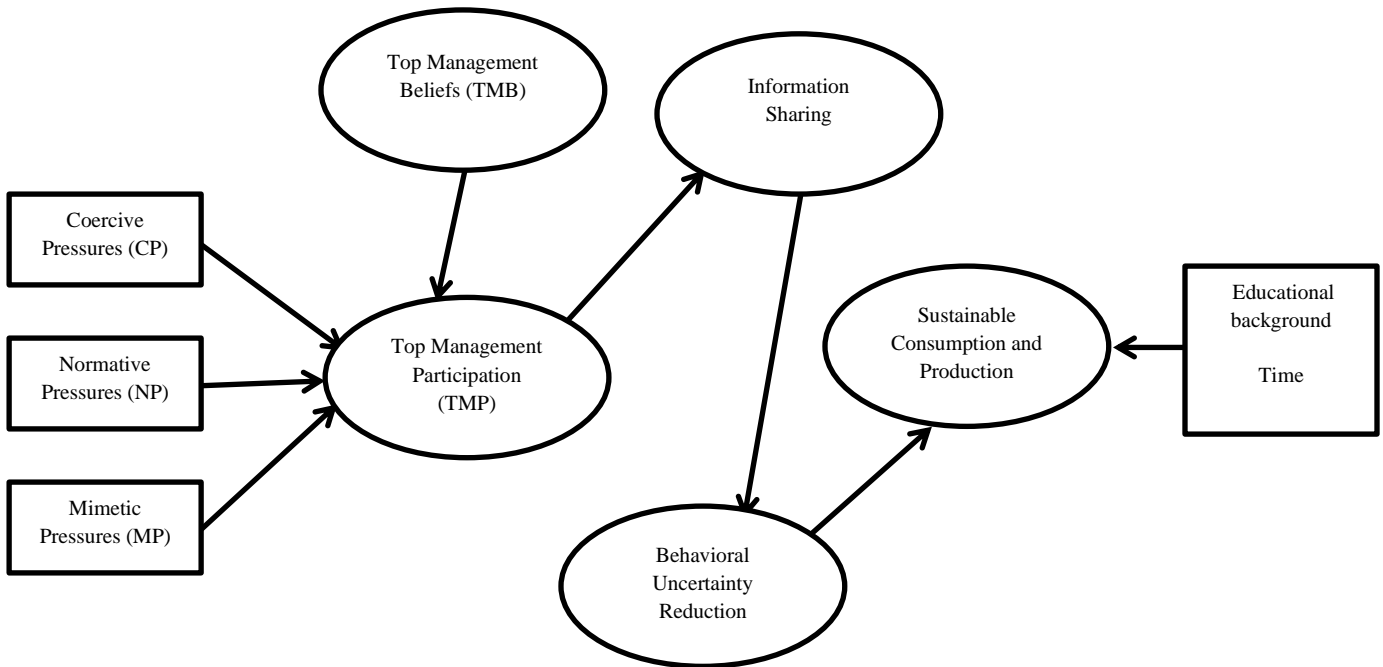 Top Management
Beliefs (TMB)
Information
Sharing
Coercive
Pressures (CP)
Normative
Pressures (NP)
Mimetic
Pressures (MP)
Top Management
Participation
(TMP)
Sustainable
Consumption and
Production
Educational
background
Time
Behavioral
Uncertainty
Reduction